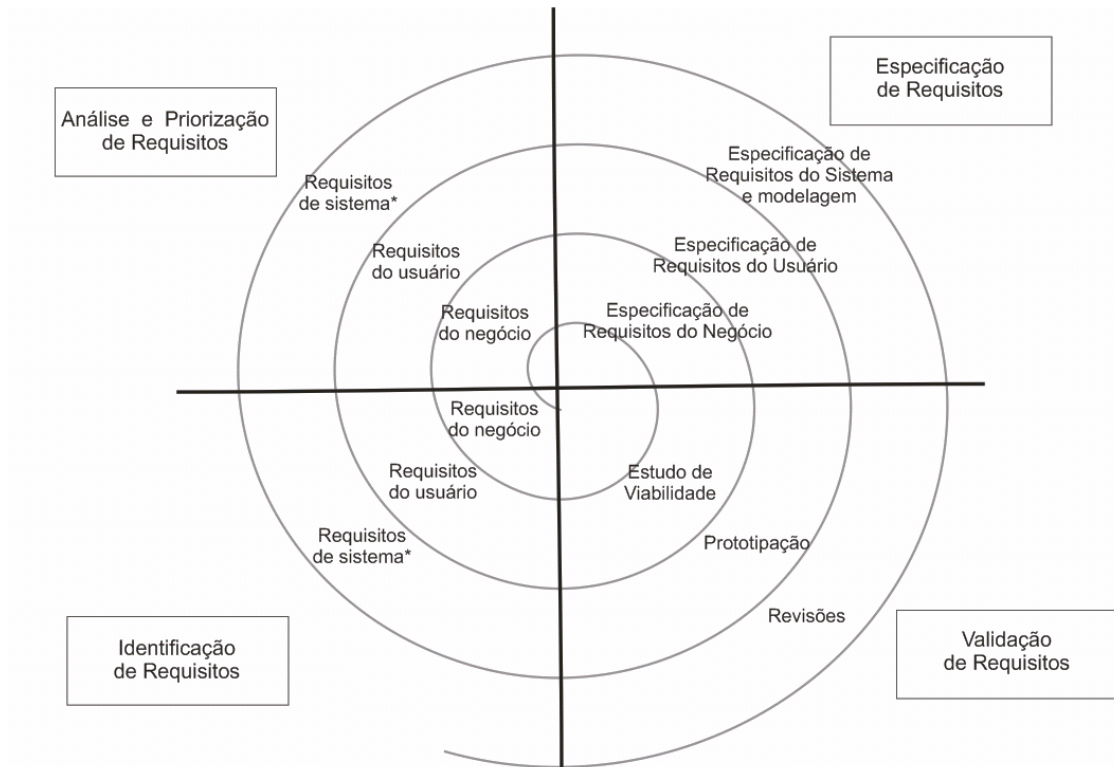 Análise e Priorização
de Requisitos
Especificação
de Requisitos
Requisitos
de sistema*
Requisitos
do usuário
Requisitos
do negócio
Especificação de
Requisitos do Sistema
e modelagem
Especificação de
Requisitos do Usuário
Especificação de
Requisitos do Negócio
Requisitos
do negócio
Requisitos
do usuário
Requisitos
de sistema*
Estudo de
Viabilidade
Prototipação
Revisões
Identificação
de Requisitos
Validação
de Requisitos